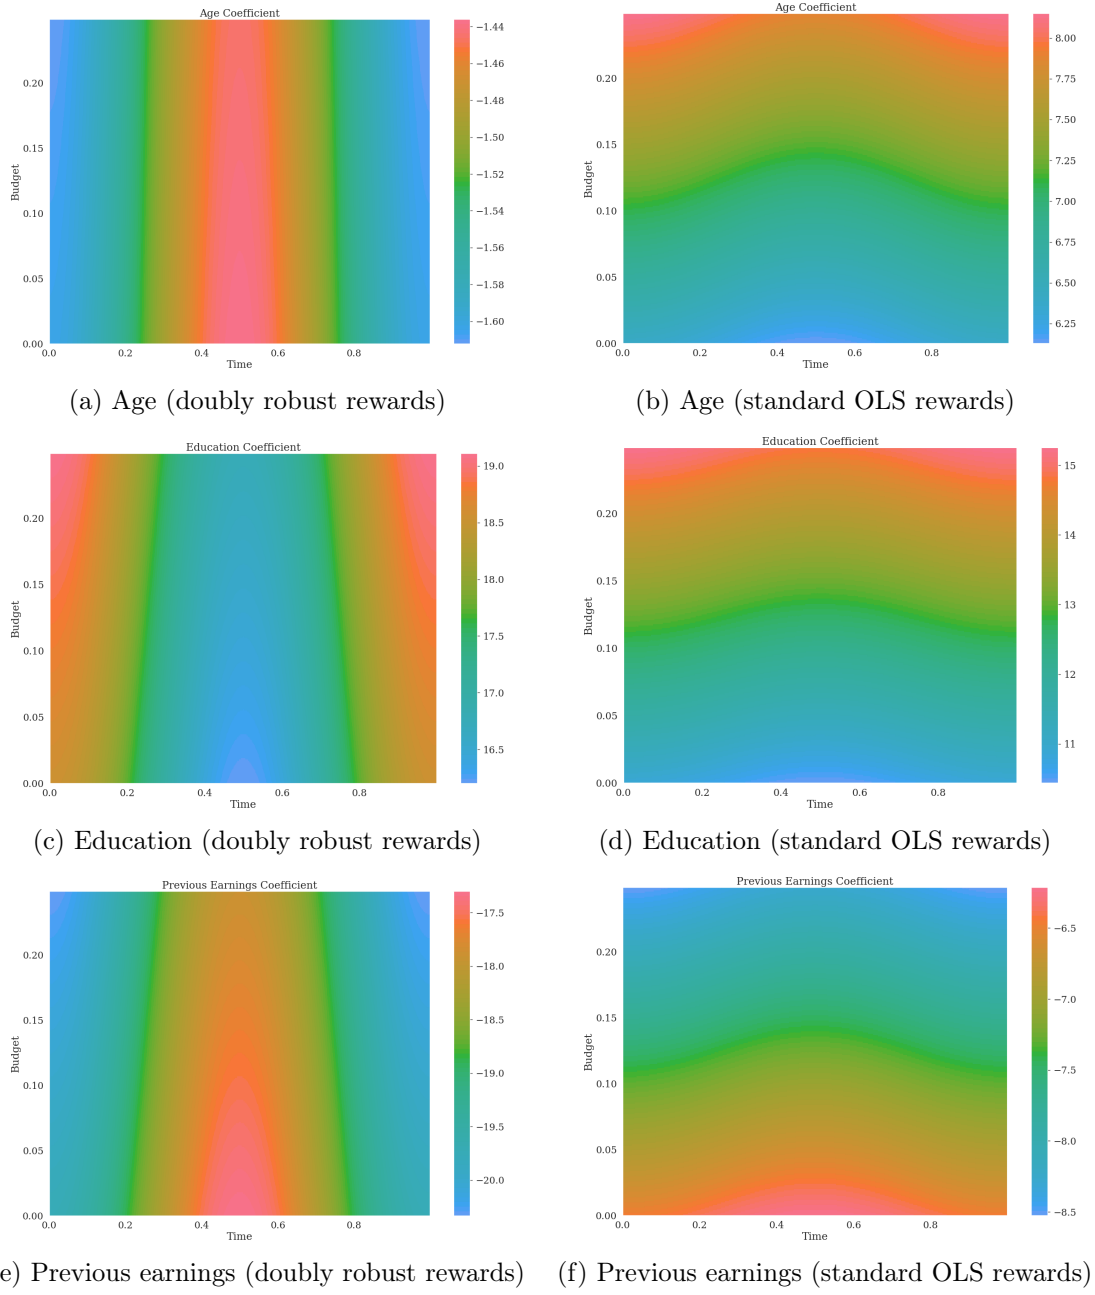 Age Coefficient
Budget
0.20
0.15
0.10
0.05
0.00
0.0 0.2 0.4 0.6 0.8
Time
−1.44
−1.46
−1.48
−1.50
−1.52
−1.54
−1.56
−1.58
−1.60
(a) Age (doubly robust rewards)
Age Coefficient
Budget
0.20
0.15
0.10
0.05
0.00
0.0 0.2 0.4 0.6 0.8
Time
8.00
7.75
7.50
7.25
7.00
6.75
6.50
6.25
(b) Age (standard OLS rewards)
Education Coefficient
Budget
0.20
0.15
0.10
0.05
0.00
0.0 0.2 0.4 0.6 0.8
Time
19.0
18.5
18.0
17.5
17.0
16.5
(c) Education (doubly robust rewards)
Education Coefficient
Budget
0.20
0.15
0.10
0.05
0.00
0.0 0.2 0.4 0.6 0.8
Time
15
14
13
12
11
(d) Education (standard OLS rewards)
Previous Earnings Coefficient
Budget
0.20
0.15
0.10
0.05
0.00
0.0 0.2 0.4 0.6 0.8
Time
−17.5
−18.0
−18.5
−19.0
−19.5
−20.0
e) Previous earnings (doubly robust rewards)
Previous Earnings Coefficient
Budget
0.20
0.15
0.10
0.05
0.00
0.0 0.2 0.4 0.6 0.8
Time
−6.5
−7.0
−7.5
−8.0
−8.5
(f) Previous earnings (standard OLS rewards)